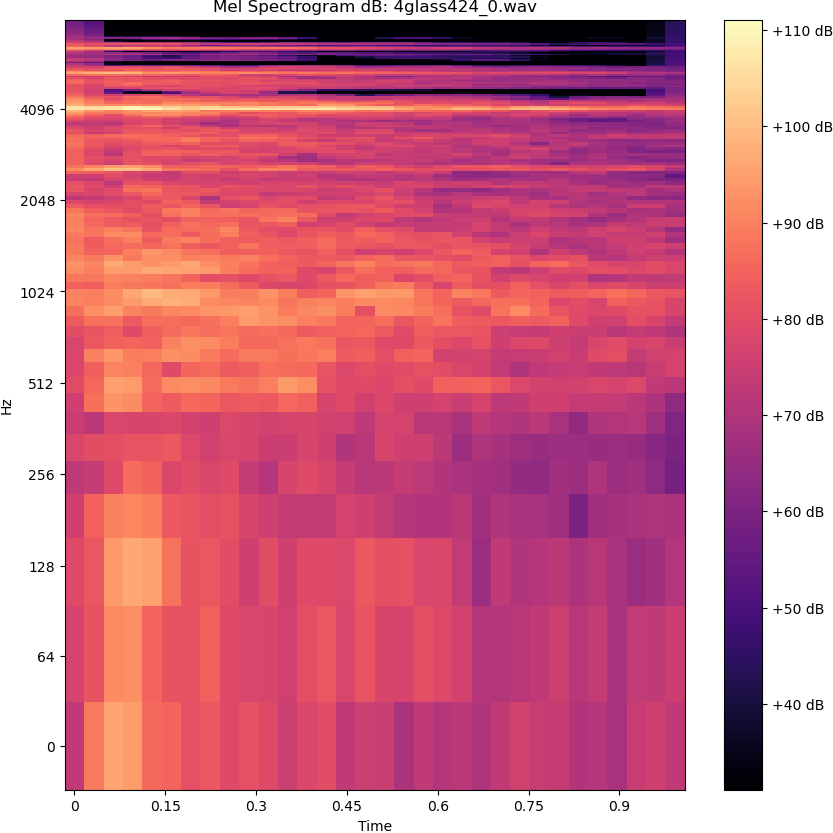 Mel Spectrogram dB: 4glass424_0.wav
+110 dB
+100 dB
+90 dB
+80 dB
+70 dB
+60 dB
+50 dB
+40 dB
Hz
4096
2048
1024
512
256
128
64
0
0 0.15 0.3 0.45 0.6 0.75 0.9
Time